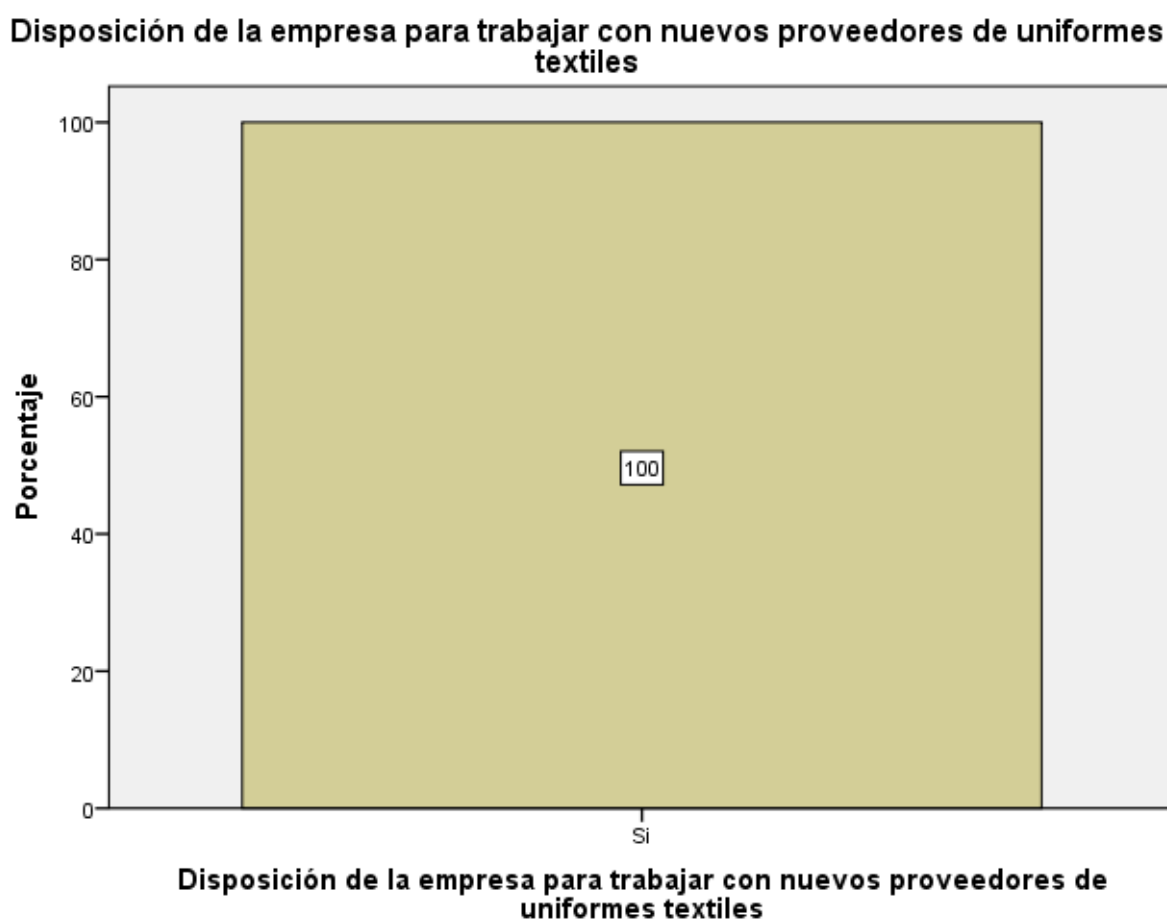 Disposición de la empresa para trabajar con nuevos proveedores de uniformes
textiles
100
80
60
40
20
0
Porcentaje
100
Si
Disposición de la empresa para trabajar con nuevos proveedores de
uniformes textiles